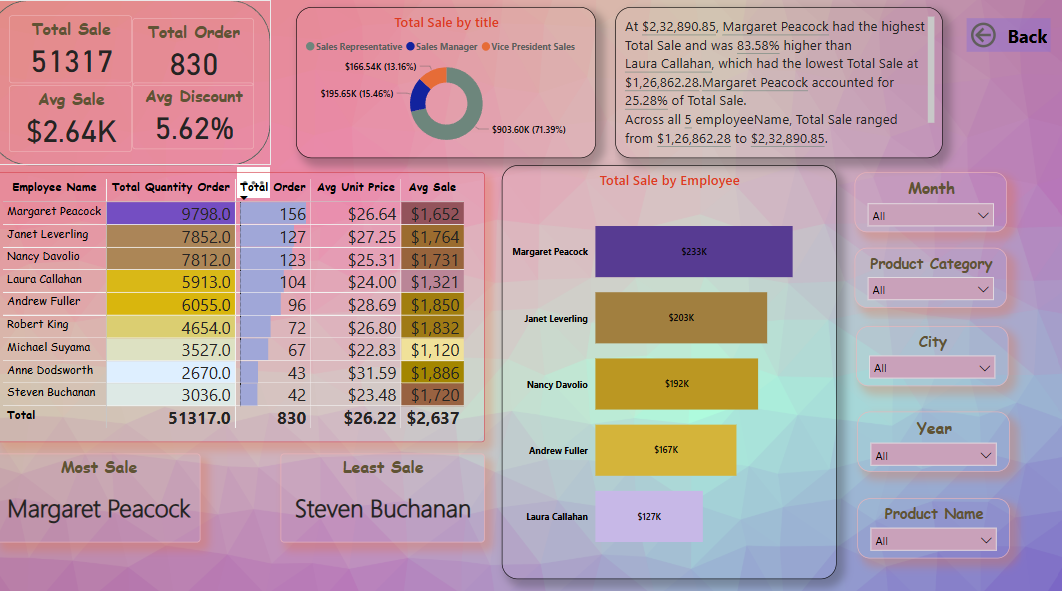 Total Sale
51317
Total Order
830
Avg Sale
$2.64K
Avg Discount
5.62%
Total Sale by title
Sales Representative Sales Manager Vice President Sales
$166.54K (13.16%)
$195.65K (15.46%)
$903.60K (71.39%)
At $2,32,890.85, Margaret Peacock had the highest
Total Sale and was 83.58% higher than
Laura Callahan, which had the lowest Total Sale at
$1,26,862.28.Margaret Peacock accounted for
25.28% of Total Sale.
Across all 5 employeeName, Total Sale ranged
from $1,26,862.28 to $2,32,890.85.
Back
Employee Name Total Quantity Order Total Order Avg Unit Price Avg Sale
Margaret Peacock 9798.0 156 $26.64 $1,652
Janet Leverling 7852.0 127 $27.25 $1,764
Nancy Davolio 7812.0 123 $25.31 $1,731
Laura Callahan 5913.0 104 $24.00 $1,321
Andrew Fuller 6055.0 96 $28.69 $1,850
Robert King 4654.0 72 $26.80 $1,832
Michael Suyama 3527.0 67 $22.83 $1,120
Anne Dodsworth 2670.0 43 $31.59 $1,886
Steven Buchanan 3036.0 42 $23.48 $1,720
Total 51317.0 830 $26.22 $2,637
Most Sale
Margaret Peacock
Least Sale
Steven Buchanan
Total Sale by Employee
Margaret Peacock $233K
Janet Leverling $203K
Nancy Davolio $192K
Andrew Fuller $167K
Laura Callahan $127K
Month
All
Product Category
All
City
All
Year
All
Product Name
All